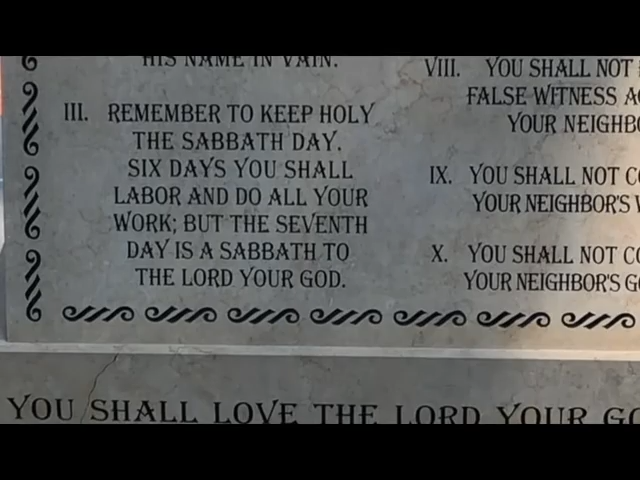 HIS NAME IN VAIN.
III. REMEMBER TO KEEP HOLY
THE SABBATH DAY.
SIX DAYS YOU SHALL
LABOR AND DO ALL YOUR
WORK; BUT THE SEVENTH
DAY IS A SABBATH TO
THE LORD YOUR GOD.
VIII. YOU SHALL NOT
FALSE WITNESS
YOUR
IX. YOU SHALL NOT
YOUR NEIGHBOR'S
X. YOU SHALL NOT
YOUR NEIGHBOR'S
YOU SHALL LOVE THE LORD YOUR